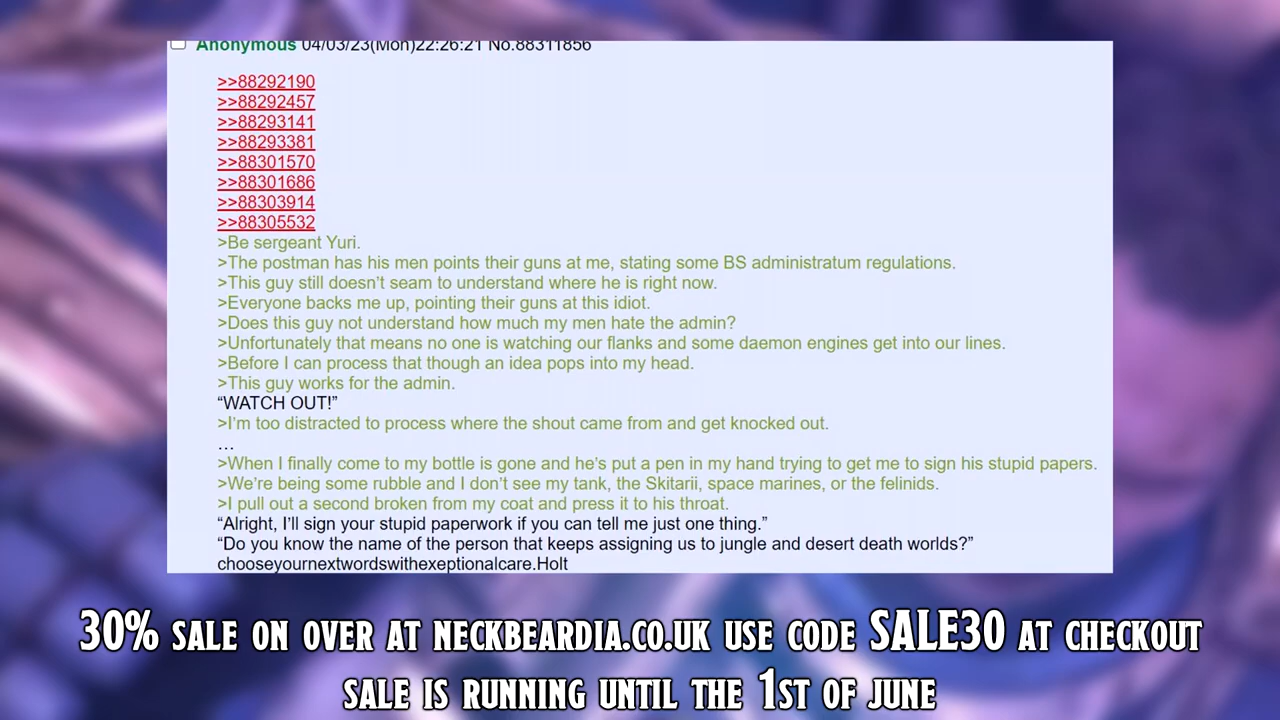 Anonymous 04/03/23(Mon)22:26:21 No.88311856
>>88292190
>>88292457
>>88293141
>>88293381
>>88301570
>>88301686
>>88303914
>>88305532
>Be sergeant Yuri.
>The postman has his men points their guns at me, stating some BS administratum regulations.
>This guy still doesn’t seam to understand where he is right now.
>Everyone backs me up, pointing their guns at this idiot.
>Does this guy not understand how much my men hate the admin?
>Unfortunately that means no one is watching our flanks and some daemon engines get into our lines.
>Before I can process that though an idea pops into my head.
>This guy works for the admin.
“WATCH OUT!”
>I’m too distracted to process where the shout came from and get knocked out.
…
>When I finally come to my bottle is gone and he’s put a pen in my hand trying to get me to sign his stupid papers.
>We’re being some rubble and I don’t see my tank, the Skitarii, space marines, or the felinids.
>I pull out a second broken from my coat and press it to his throat.
“Alright, I’ll sign your stupid paperwork if you can tell me just one thing.”
“Do you know the name of the person that keeps assigning us to jungle and desert death worlds?”
chooseyournextwordswithexeptionalcare.Holt
30% SALE ON OVER AT NECKBEARDIA.CO.UK USE CODE SALE30 AT CHECKOUT
SALE IS RUNNING UNTIL THE 1ST OF JUNE